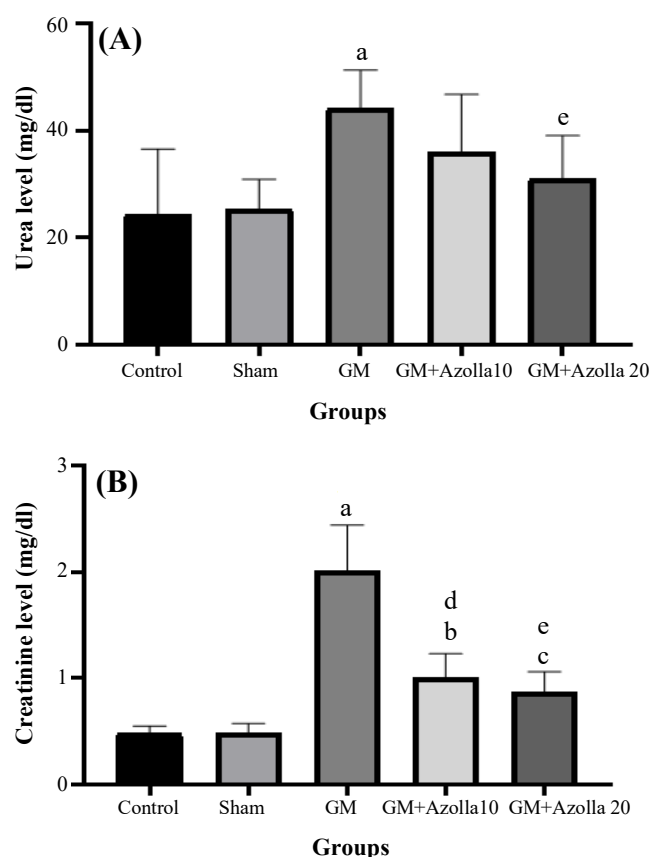 (A)
Urea level (mg/dl)
60
40
20
0
a
e
Control Sham GM GM+Azolla10 GM+Azolla 20
Groups
(B)
Creatinine level (mg/dl)
3
2
1
0
a
d
b
e
c
Control Sham GM GM+Azolla10 GM+Azolla 20
Groups